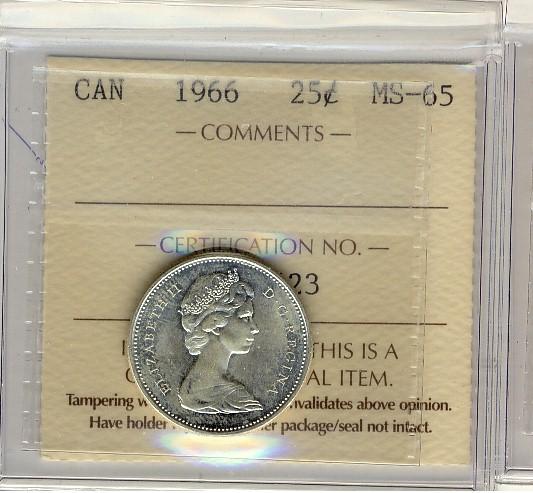 CAN 1966 25¢ MS-65
— COMMENTS —
— CERTIFICATION NO. —
23
ELIZABETH II D·G·REGINA
THIS IS A
ITEM.
Tampering invalidates above opinion.
Have holder package/seal not intact.